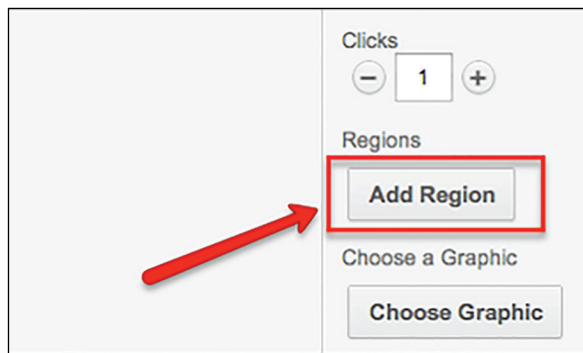 Clicks
− 1 +
Regions
Add Region
Choose a Graphic
Choose Graphic